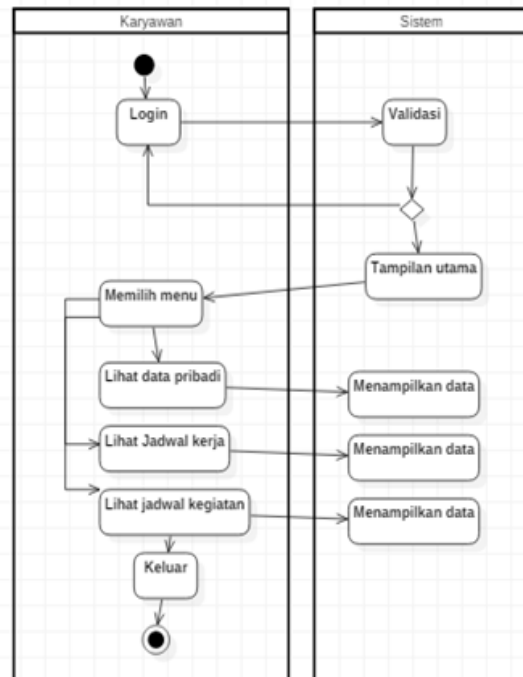 Karyawan
Sistem
Login
Validasi
Tampilan utama
Memilih menu
Lihat data pribadi
Menampilkan data
Lihat Jadwal kerja
Menampilkan data
Lihat jadwal kegiatan
Menampilkan data
Keluar